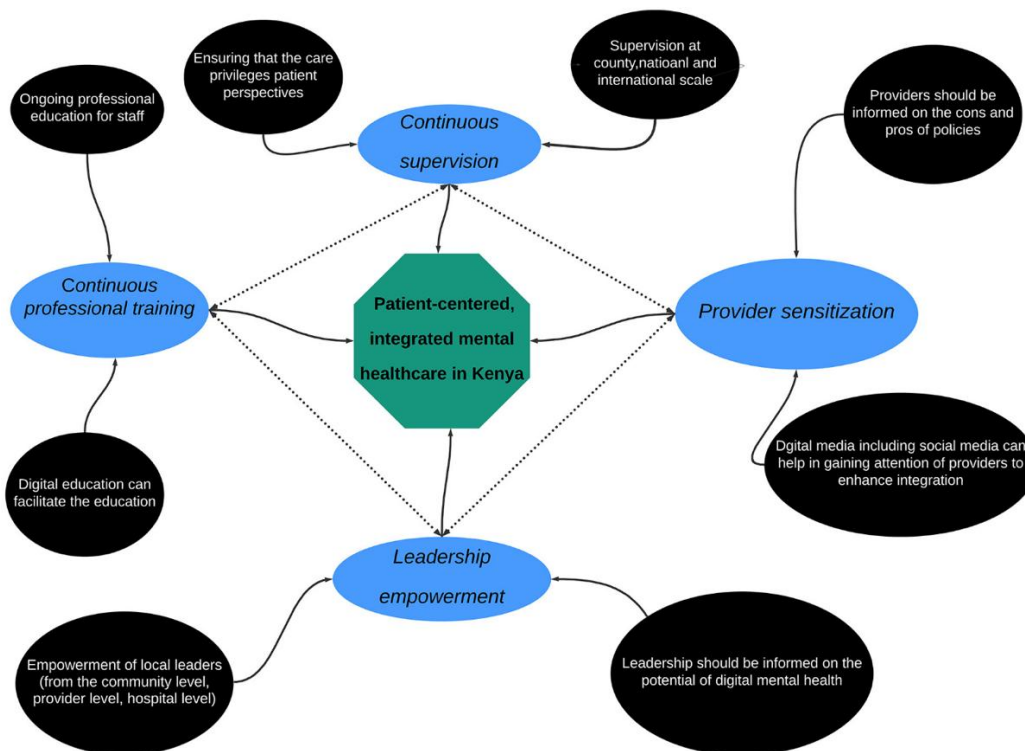 Ensuring that the care
privileges patient
perspectives
Supervision at
county,natioanl and
international scale
Ongoing professional
education for staff
Providers should be
informed on the cons and
pros of policies
Continuous
supervision
Continuous
professional training
Patient-centered,
integrated mental
healthcare in Kenya
Provider sensitization
Digital education can
facilitate the education
Dgital media including social media can
help in gaining attention of providers to
enhance integration
Leadership
empowerment
Empowerment of local leaders
(from the community level,
provider level, hospital level)
Leadership should be informed on the
potential of digital mental health